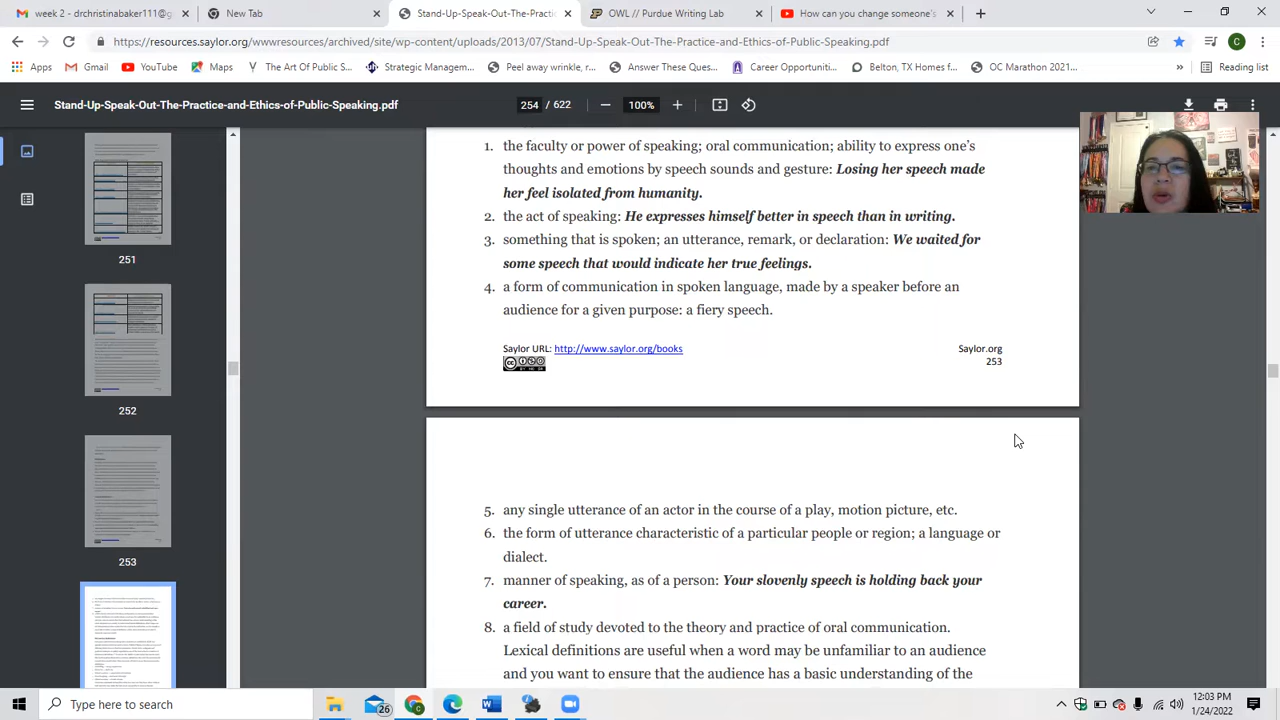 week - 2 - drchristinabaker111@g
New Tab
Stand-Up-Speak-Out-The-Practi
OWL // Purdue Writing Lab
How can you change someone's
https://resources.saylor.org/wwwresources/archived/site/wp-content/uploads/2013/07/Stand-Up-Speak-Out-The-Practice-and-Ethics-of-Public-Speaking.pdf
C
Apps
Gmail
YouTube
Maps
The Art Of Public S...
Strategic Managem...
Peel away wrinkle, r...
Answer These Ques...
Career Opportuni...
Belton, TX Homes f...
OC Marathon 2021...
»
Reading list
Stand-Up-Speak-Out-The-Practice-and-Ethics-of-Public-Speaking.pdf
254 / 622
100%
251
252
253
1. the faculty or power of speaking; oral communication; ability to express one's
thoughts and emotions by speech sounds and gesture: Losing her speech made
her feel isolated from humanity.
2. the act of speaking: He expresses himself better in speech than in writing.
3. something that is spoken; an utterance, remark, or declaration: We waited for
some speech that would indicate her true feelings.
4. a form of communication in spoken language, made by a speaker before an
audience for a given purpose: a fiery speech.
Saylor URL: http://www.saylor.org/books
Saylor.org
253
5. any single utterance of an actor in the course of a play, motion picture, etc.
6. the form of utterance characteristic of a particular people or region; a language or
dialect.
7. manner of speaking, as of a person: Your slovenly speech is holding back your
career.
8. a field of study devoted to the theory and practice of oral communication.
Lexical definitions are useful when a word may be unfamiliar to an audience
and you want to ensure that the audience has a basic understanding of the
Type here to search
26
12:03 PM
1/24/2022